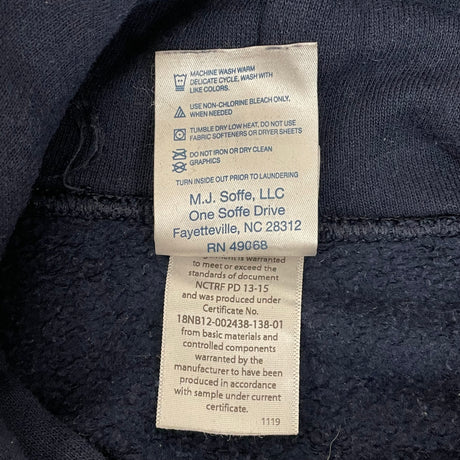 MACHINE WASH WARM
DELICATE CYCLE, WASH WITH
LIKE COLORS.
USE NON-CHLORINE BLEACH ONLY,
WHEN NEEDED
TUMBLE DRY LOW HEAT, DO NOT USE
FABRIC SOFTENERS OR DRYER SHEETS
DO NOT IRON OR DRY CLEAN
GRAPHICS
TURN INSIDE OUT PRIOR TO LAUNDERING
M.J. Soffe, LLC
One Soffe Drive
Fayetteville, NC 28312
RN 49068
garment is warranted
to meet or exceed the
standards of document
NCTRF PD 13-15
and was produced under
Certificate No.
18NB12-002438-138-01
from basic materials and
controlled components
warranted by the
manufacturer to have been
produced in accordance
with sample under current
certificate.
1119